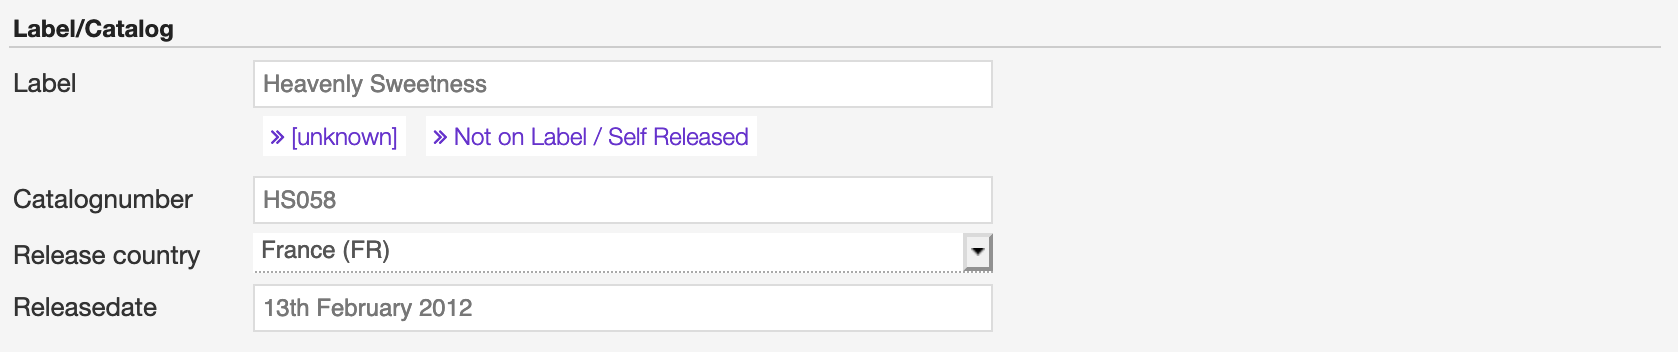 Label/Catalog
Label
Heavenly Sweetness
» [unknown] » Not on Label / Self Released
Catalognumber
HS058
Release country
France (FR)
Releasedate
13th February 2012